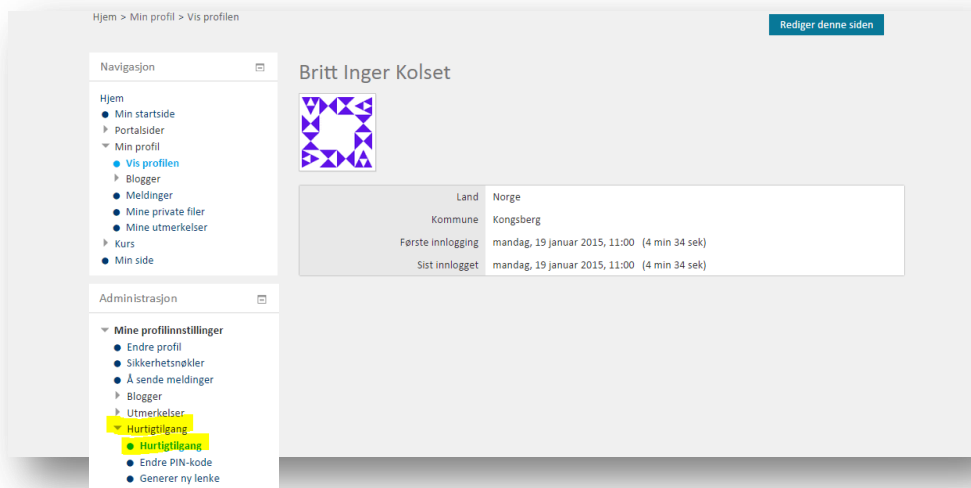 Hjem > Min profil > Vis profilen
Rediger denne siden
Navigasjon
Hjem
Min startside
Portalsider
Min profil
Vis profilen
Blogger
Meldinger
Mine private filer
Mine utmerkelser
Kurs
Min side
Administrasjon
Mine profilinnstillinger
Endre profil
Sikkerhetsnøkler
Å sende meldinger
Blogger
Utmerkelser
Hurtigtilgang
Hurtigtilgang
Endre PIN-kode
Generer ny lenke
Britt Inger Kolset
Land Norge
Kommune Kongsberg
Første innlogging mandag, 19 januar 2015, 11:00 (4 min 34 sek)
Sist innlogget mandag, 19 januar 2015, 11:00 (4 min 34 sek)